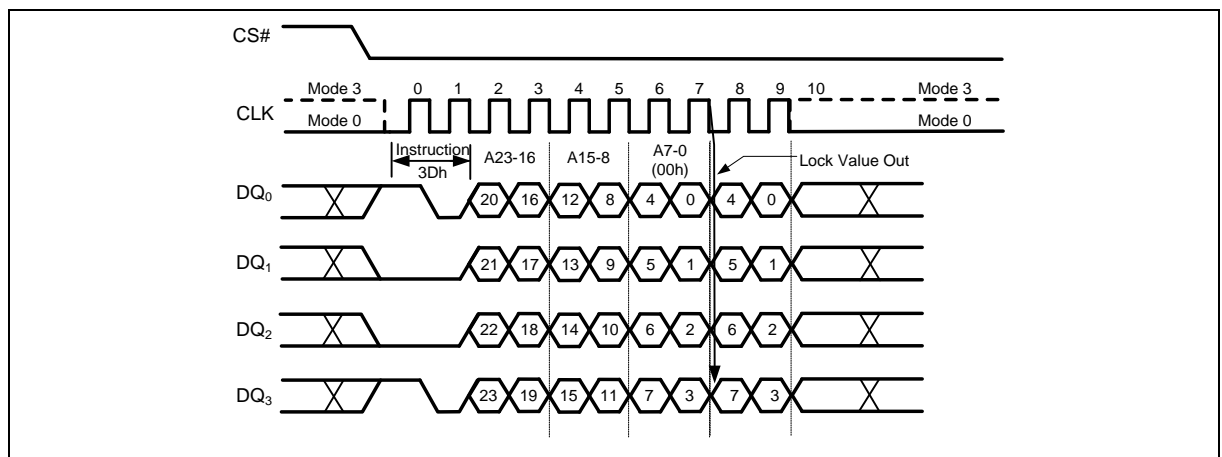 CS#
Mode 3 0 1 2 3 4 5 6 7 8 9 10 Mode 3
CLK
Mode 0 Mode 0
Instruction A23-16 A15-8 A7-0 Lock Value Out
3Dh (00h)
DQ0 20 16 12 8 4 0 4 0
DQ1 21 17 13 9 5 1 5 1
DQ2 22 18 14 10 6 2 6 2
DQ3 23 19 15 11 7 3 7 3